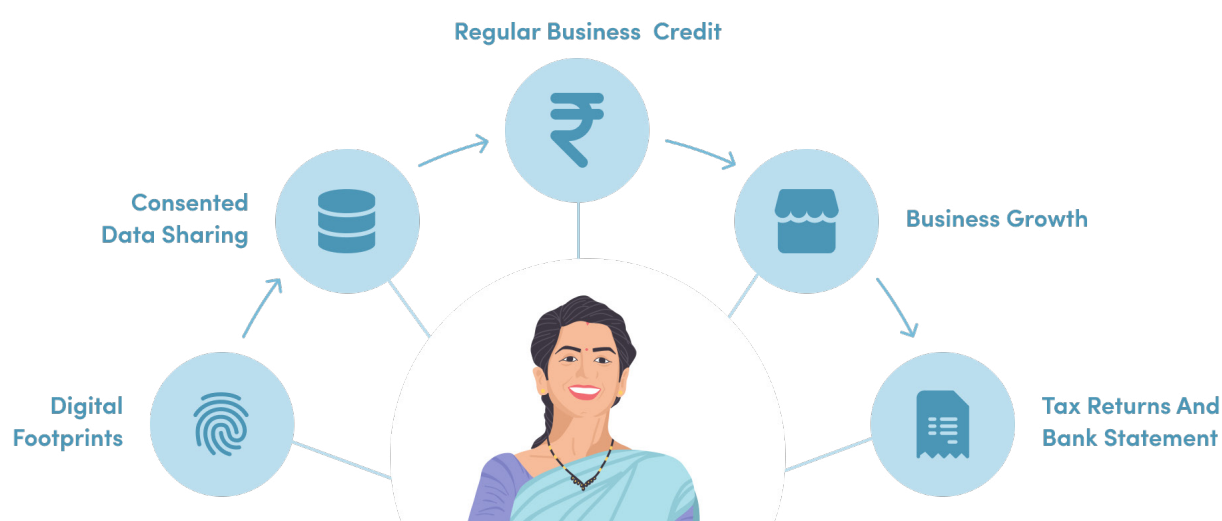 Regular Business Credit
Consented
Data Sharing
Business Growth
Digital
Footprints
Tax Returns And
Bank Statement
₹